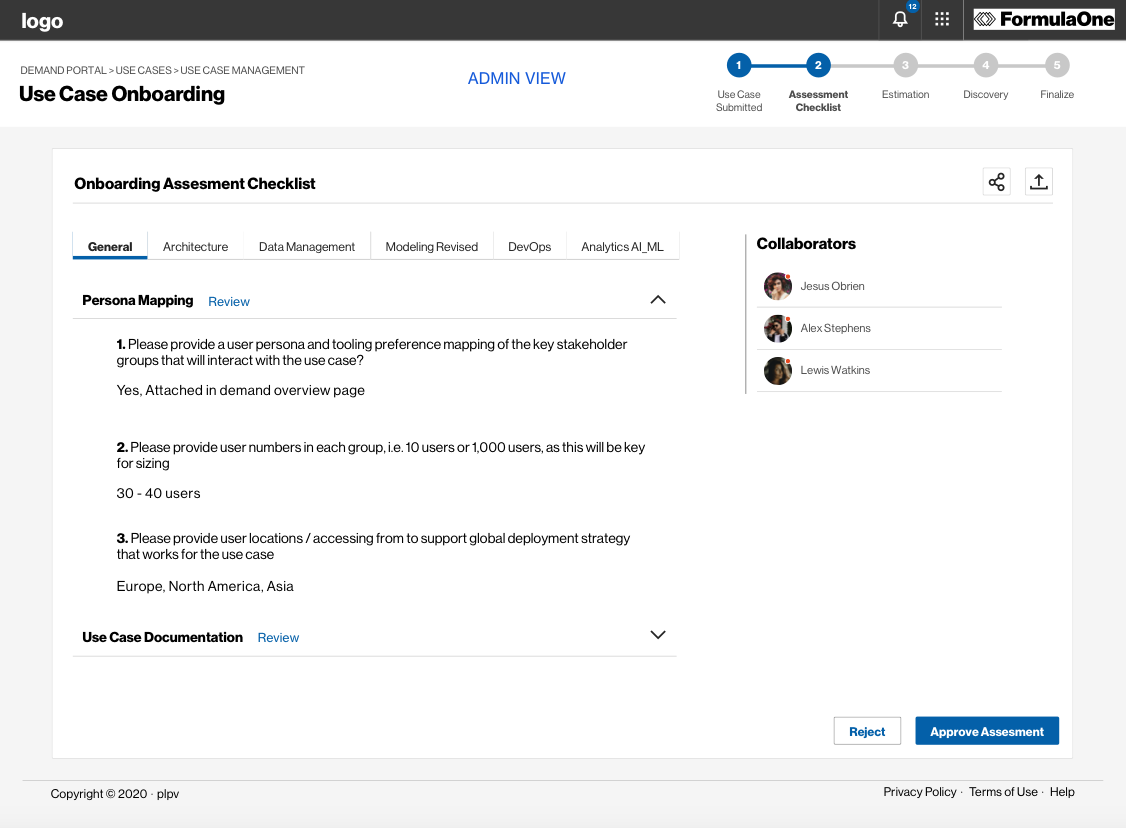 logo
12
FormulaOne
DEMAND PORTAL > USE CASES > USE CASE MANAGEMENT
Use Case Onboarding
ADMIN VIEW
1
2
3
4
5
Use Case
Submitted
Assessment
Checklist
Estimation
Discovery
Finalize
Onboarding Assesment Checklist
General
Architecture
Data Management
Modeling Revised
DevOps
Analytics AI_ML
Persona Mapping
Review
1. Please provide a user persona and tooling preference mapping of the key stakeholder
groups that will interact with the use case?
Yes, Attached in demand overview page
2. Please provide user numbers in each group, i.e. 10 users or 1,000 users, as this will be key
for sizing
30 - 40 users
3. Please provide user locations / accessing from to support global deployment strategy
that works for the use case
Europe, North America, Asia
Use Case Documentation
Review
Collaborators
Jesus Obrien
Alex Stephens
Lewis Watkins
Reject
Approve Assesment
Copyright © 2020 · plpv
Privacy Policy · Terms of Use · Help